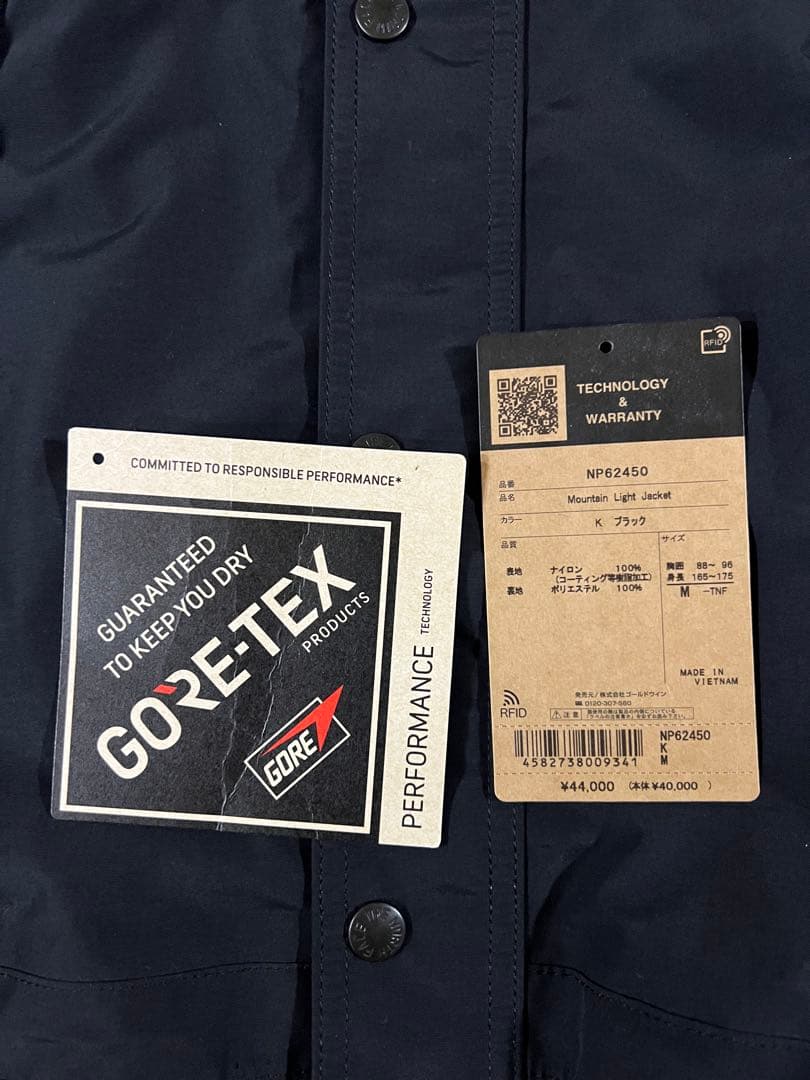 COMMITTED TO RESPONSIBLE PERFORMANCE*
GUARANTEED
TO KEEP YOU DRY
GORE-TEX
PRODUCTS
GORE
PERFORMANCE TECHNOLOGY
RFID
TECHNOLOGY
&
WARRANTY
品番 NP62450
品名 Mountain Light Jacket
カラー K ブラック
品質
表地 ナイロン 100%
(コーティング等樹脂加工)
裏地 ポリエステル 100%
サイズ
胸囲 88~ 96
身長 165~175
M -TNF
MADE IN
VIETNAM
発売元/株式会社ゴールドウイン
0120-307-560
RFID
注意
4582738009341
NP62450
K
M
¥44,000 (本体 ¥40,000 )